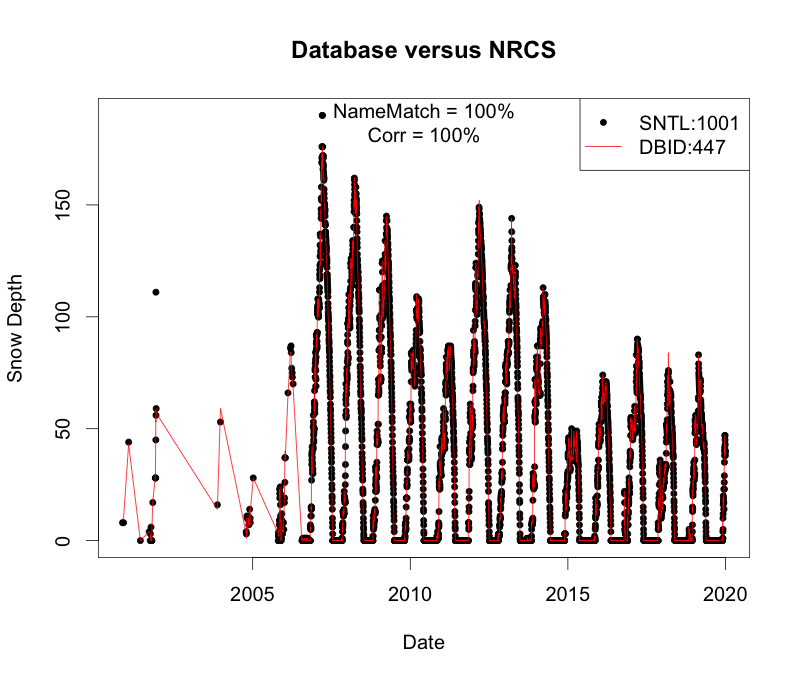 Database versus NRCS
NameMatch = 100%
Corr = 100%
SNTL:1001
DBID:447
Snow Depth
150
100
50
0
2005
2010
2015
2020
Date